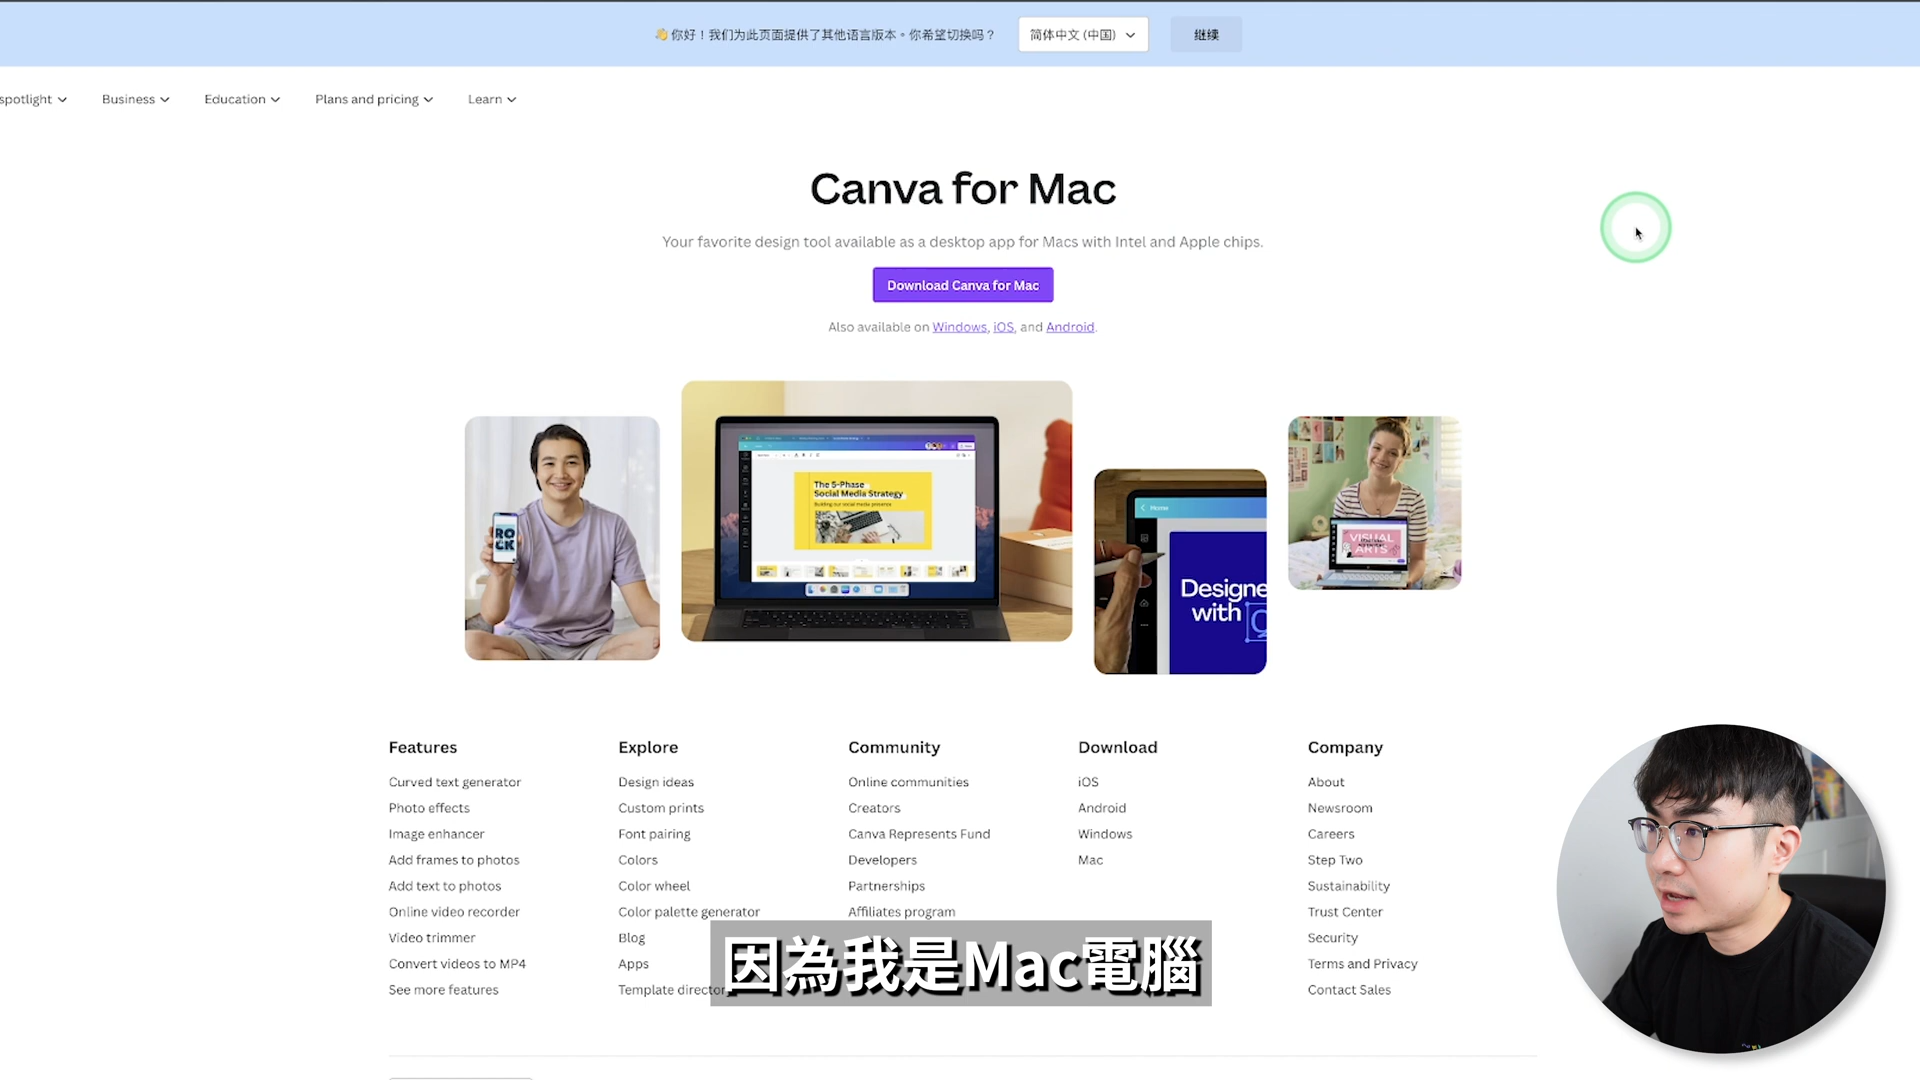 👋 你好！我们为此页面提供了其他语言版本。你希望切换吗？
简体中文 (中国)
继续
spotlight
Business
Education
Plans and pricing
Learn
Canva for Mac
Your favorite design tool available as a desktop app for Macs with Intel and Apple chips.
Download Canva for Mac
Also available on Windows, iOS, and Android.
ROCK
The 5-Phase
Social Media Strategy
Building our social media presence
Home
Designe
with
VISUAL
ARTS
Features
Curved text generator
Photo effects
Image enhancer
Add frames to photos
Add text to photos
Online video recorder
Video trimmer
Convert videos to MP4
See more features
Explore
Design ideas
Custom prints
Font pairing
Colors
Color wheel
Color palette generator
Blog
Apps
Template director
Community
Online communities
Creators
Canva Represents Fund
Developers
Partnerships
Affiliates program
Download
iOS
Android
Windows
Mac
Company
About
Newsroom
Careers
Step Two
Sustainability
Trust Center
Security
Terms and Privacy
Contact Sales
因為我是Mac電腦